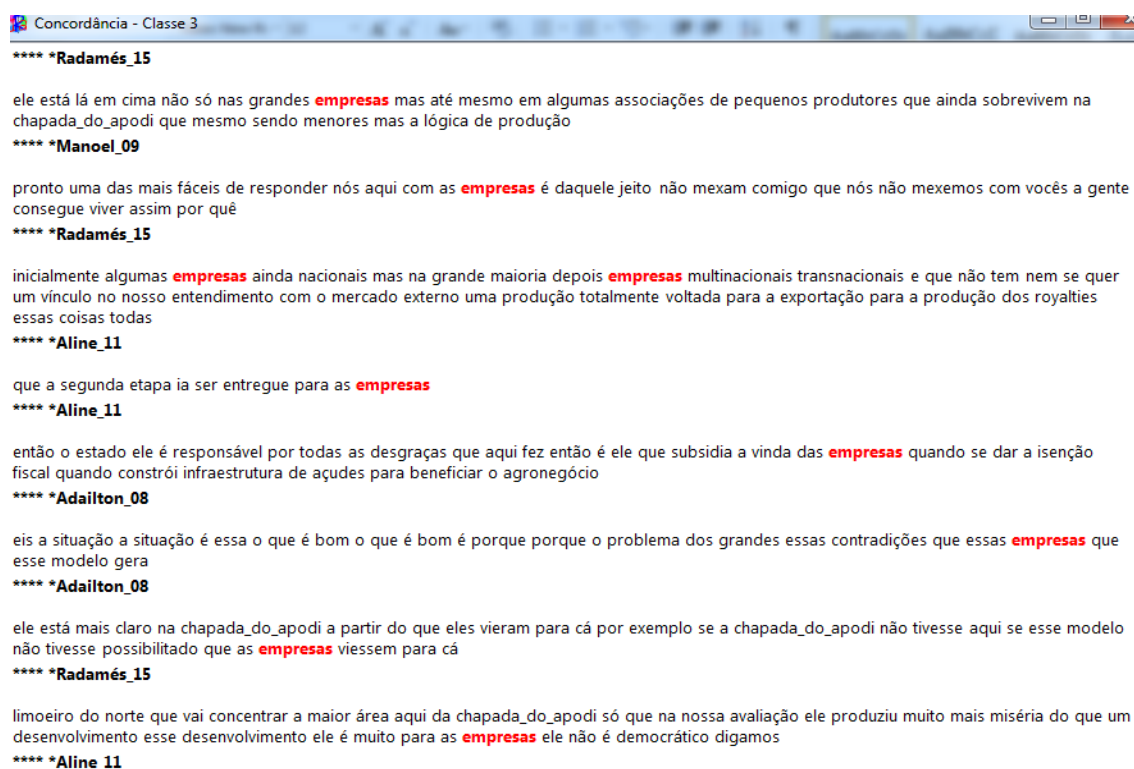 Concordância - Classe 3
**** *Radamés_15
ele está lá em cima não só nas grandes empresas mas até mesmo em algumas associações de pequenos produtores que ainda sobrevivem na
chapada_do_apodi que mesmo sendo menores mas a lógica de produção
**** *Manoel_09
pronto uma das mais fáceis de responder nós aqui com as empresas é daquele jeito não mexam comigo que nós não mexemos com vocês a gente
consegue viver assim por quê
**** *Radamés_15
inicialmente algumas empresas ainda nacionais mas na grande maioria depois empresas multinacionais transnacionais e que não tem nem se quer
um vínculo no nosso entendimento com o mercado externo uma produção totalmente voltada para a exportação para a produção dos royalties
essas coisas todas
**** *Aline_11
que a segunda etapa ia ser entregue para as empresas
**** *Aline_11
então o estado ele é responsável por todas as desgraças que aqui fez então é ele que subsidia a vinda das empresas quando se dar a isenção
fiscal quando constrói infraestrutura de açudes para beneficiar o agronegócio
**** *Adailton_08
eis a situação a situação é essa o que é bom o que é bom é porque porque o problema dos grandes essas contradições que essas empresas que
esse modelo gera
**** *Adailton_08
ele está mais claro na chapada_do_apodi a partir do que eles vieram para cá por exemplo se a chapada_do_apodi não tivesse aqui se esse modelo
não tivesse possibilitado que as empresas viessem para cá
**** *Radamés_15
limoeiro do norte que vai concentrar a maior área aqui da chapada_do_apodi só que na nossa avaliação ele produziu muito mais miséria do que um
desenvolvimento esse desenvolvimento ele é muito para as empresas ele não é democrático digamos
**** *Aline_11